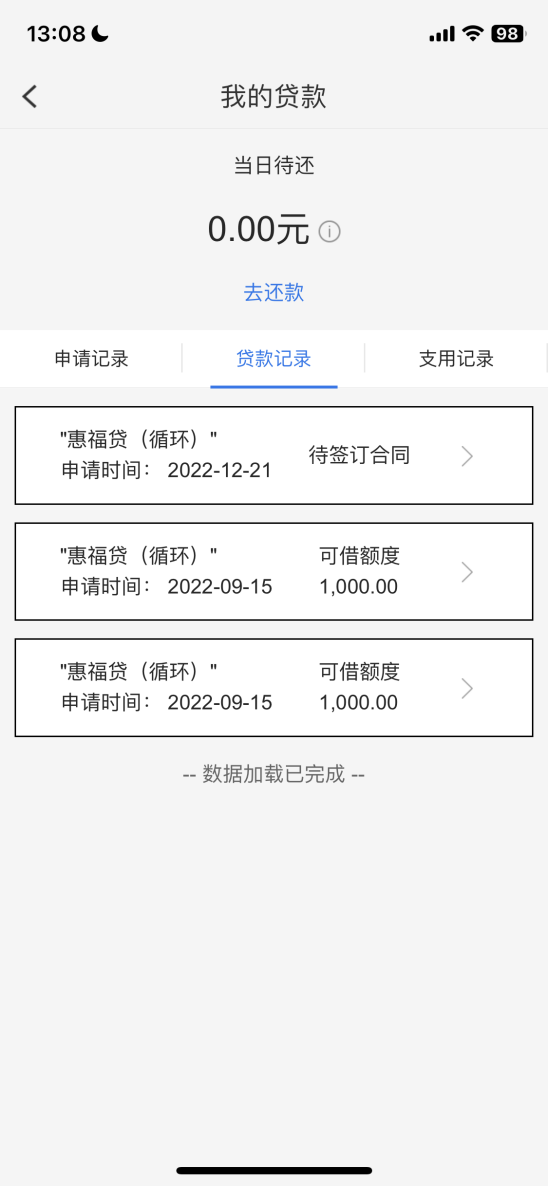 13:08
98
我的贷款
当日待还
0.00元
去还款
申请记录
贷款记录
支用记录
"惠福贷（循环）"
申请时间： 2022-12-21
待签订合同
"惠福贷（循环）"
申请时间： 2022-09-15
可借额度
1,000.00
"惠福贷（循环）"
申请时间： 2022-09-15
可借额度
1,000.00
-- 数据加载已完成 --